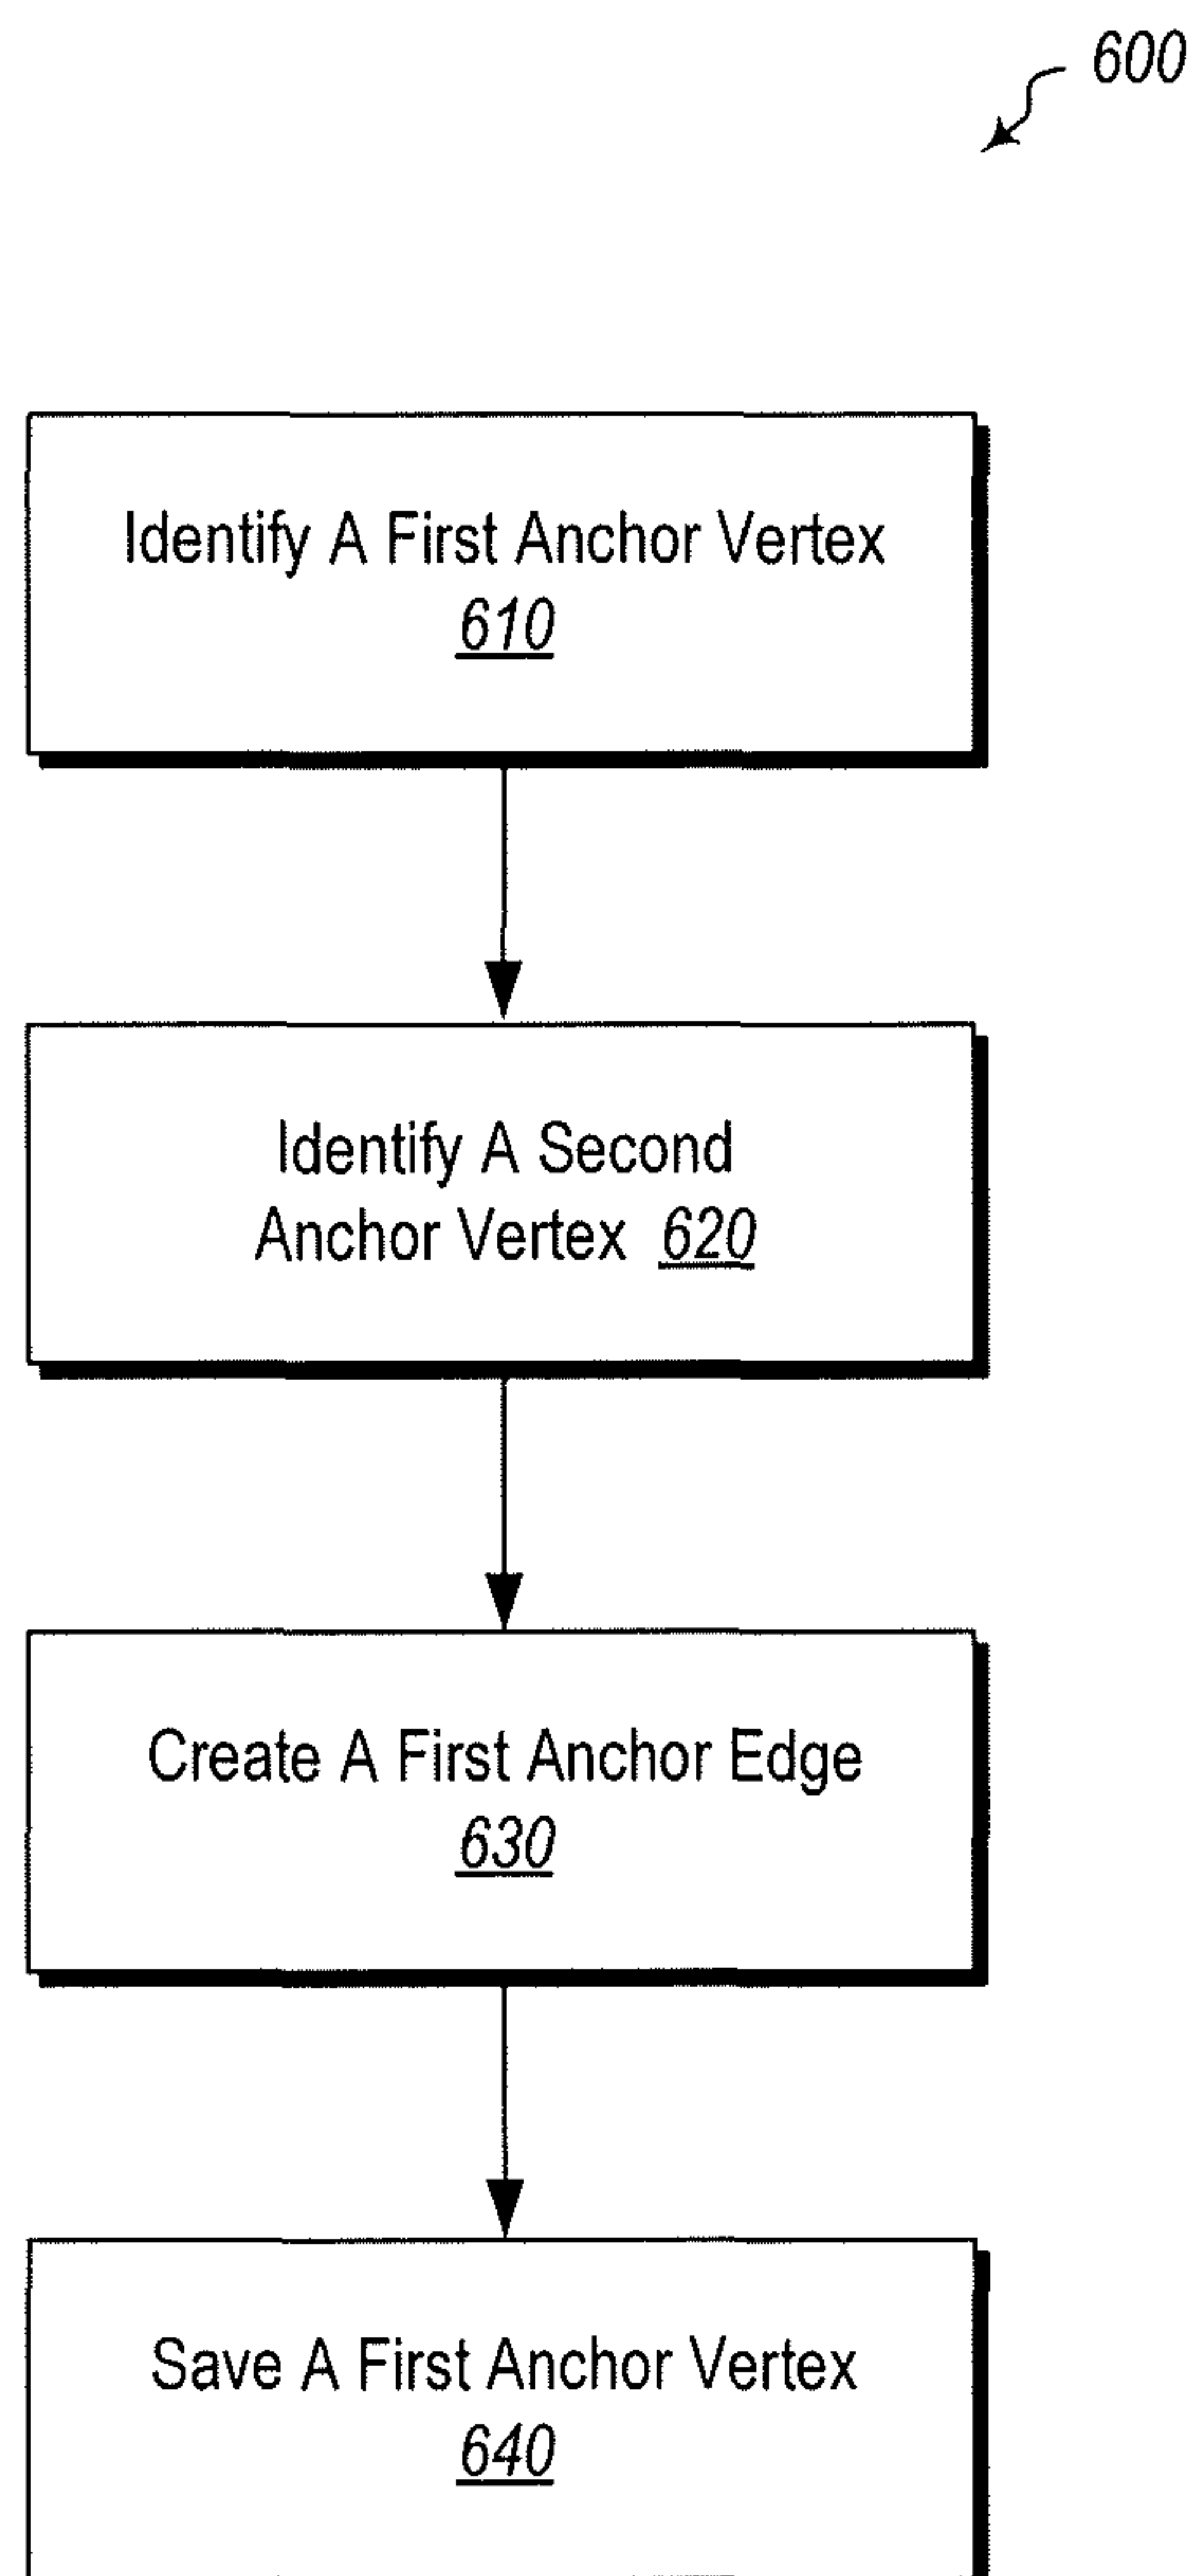 600
Identify A First Anchor Vertex
610
Identify A Second
Anchor Vertex 620
Create A First Anchor Edge
630
Save A First Anchor Vertex
640